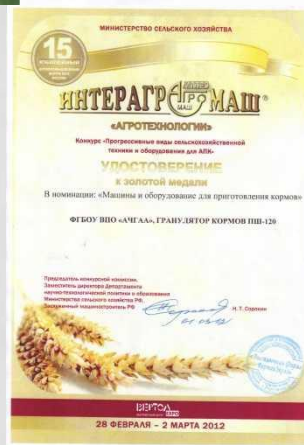 МИНИСТЕРСТВО СЕЛЬСКОГО ХОЗЯЙСТВА
15
ИНТЕРАГРОМАШ
«АГРОТЕХНОЛОГИИ»
Конкурс «Прогрессивные виды сельскохозяйственной
техники и оборудования для АПК»
УДОСТОВЕРЕНИЕ
к золотой медали
В номинации: «Машины и оборудование для приготовления кормов»
ФГБОУ ВПО «АЧГАА», ГРАНУЛЯТОР КОРМОВ ПШ-120
Председатель конкурсной комиссии,
Заместитель директора Департамента
научно-технологической политики и образования
Министерства сельского хозяйства РФ,
Заслуженный машиностроитель РФ
Н.Т. Сорокин
ВЕРТОЛ
EXPO
28 ФЕВРАЛЯ – 2 МАРТА 2012